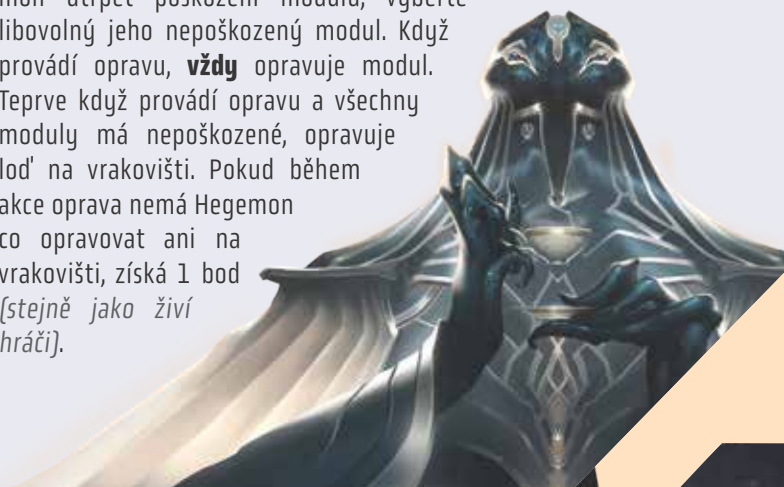 mon utrpět poškození modulu, vyberte
libovolný jeho nepoškozený modul. Když
provádí opravu, vždy opravuje modul.
Teprve když provádí opravu a všechny
moduly má nepoškozené, opravuje
loď na vrakovišti. Pokud během
akce oprava nemá Hegemon
co opravovat ani na
vrakovišti, získá 1 bod
(stejně jako živí
hráči).